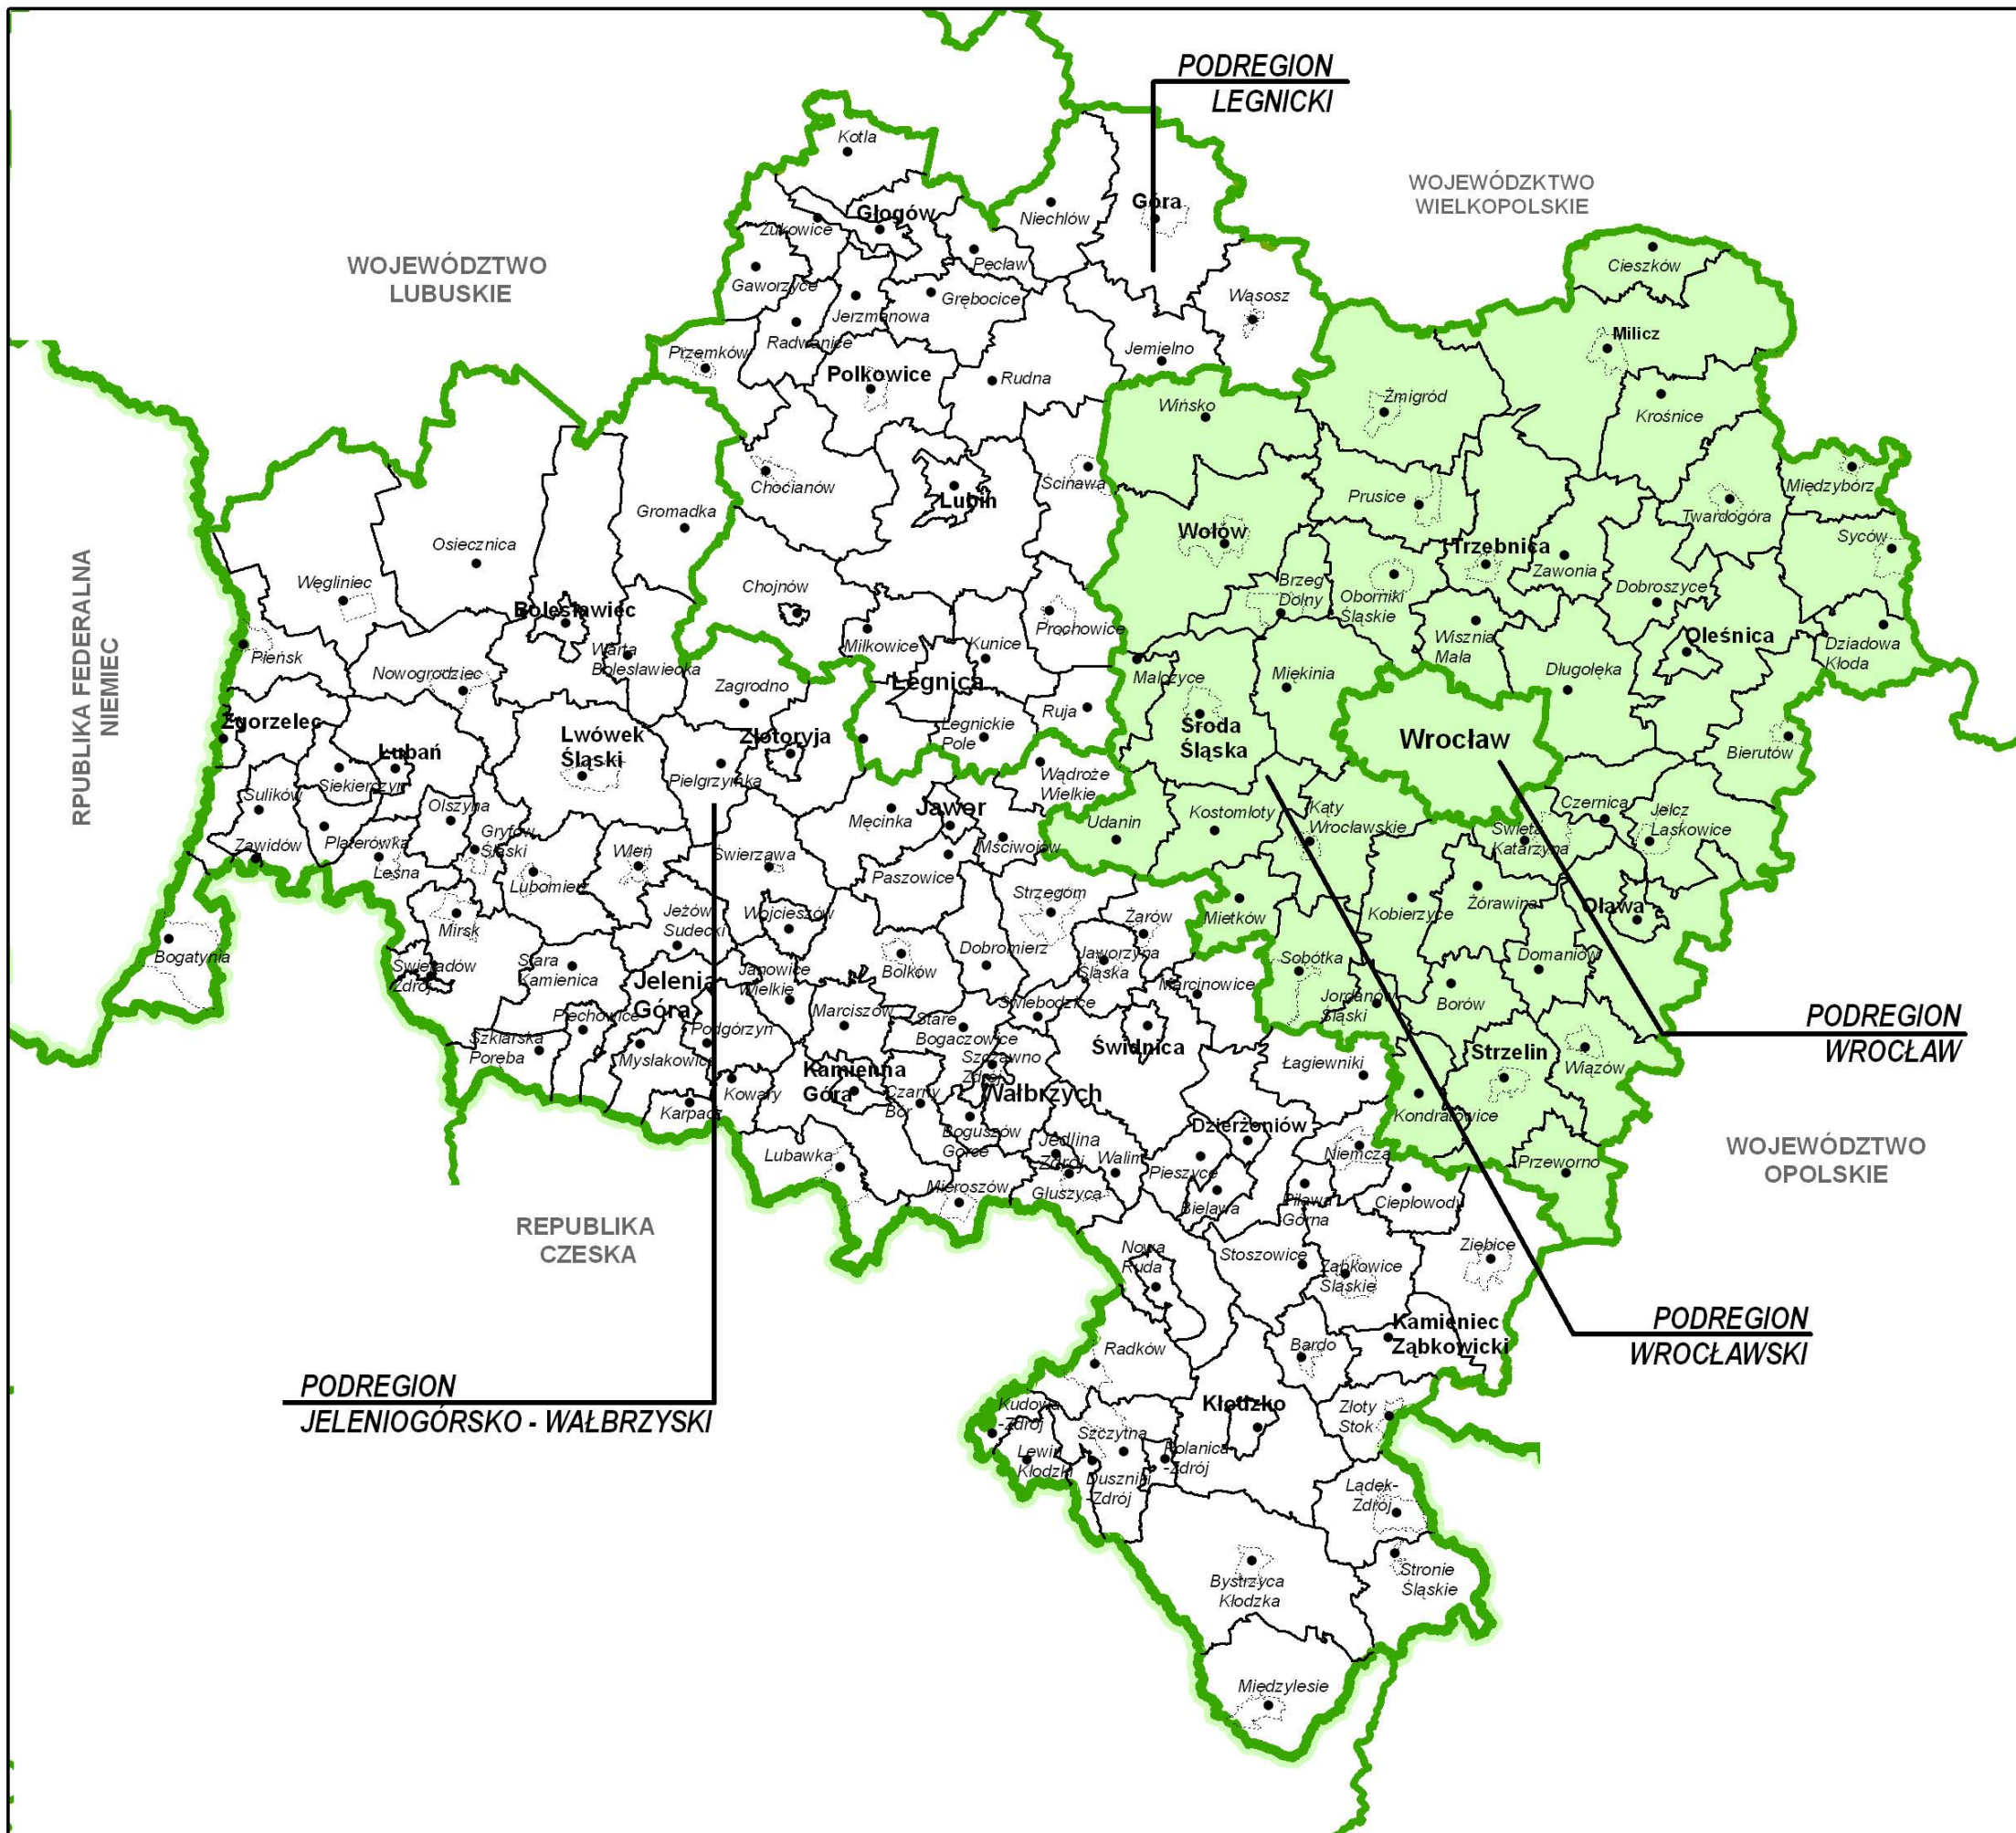 PODREGION
LEGNICKI
Kotla
WOJEWÓDZKTWO
WIELKOPOLSKIE
Głogów
Żukowice
Niechlów
Góra
Pęcław
Cieszków
WOJEWÓDZTWO
LUBUSKIE
Gaworzyce
Grębocice
Wąsosz
Jerzmanowa
Radwanice
Milicz
Przemków
Jemielno
Polkowice
Rudna
Wińsko
Żmigród
Krośnice
Chocianów
Lubin
Ścinawa
Prusice
Międzybórz
Twardogóra
Gromadka
Osiecznica
Wołów
Trzebnica
Syców
RPUBLIKA FEDERALNA
NIEMIEC
Węgliniec
Chojnów
Brzeg
Dolny
Oborniki
Śląskie
Zawonia
Dobroszyce
Bolesławiec
Prochowice
Wisznia
Mała
Oleśnica
Dziadowa
Kłoda
Pieńsk
Warta
Bolesławiecka
Miłkowice
Kunice
Nowogrodziec
Zagrodno
Legnica
Malczyce
Miękinia
Długołęka
Zgorzelec
Lwówek
Śląski
Złotoryja
Legnickie
Pole
Ruja
Środa
Śląska
Wrocław
Bierutów
Lubań
Siekierczyn
Pielgrzymka
Wądroże
Wielkie
Sulików
Olszyna
Męcinka
Jawor
Udanin
Kostomłoty
Kąty
Wrocławskie
Czernica
Jelcz
Laskowice
Święta
Katarzyna
Zawidów
Platerówka
Leśna
Gryfów
Śląski
Lubomierz
Wleń
Świerzawa
Mściwojów
Paszowice
Strzegom
Mirsk
Jeżów
Sudecki
Wojcieszów
Żarów
Mietków
Kobierzyce
Żórawina
Oława
Bogatynia
Świeradów
Zdrój
Stara
Kamienica
Jelenia
Góra
Janowice
Wielkie
Bolków
Dobromierz
Jaworzyna
Śląska
Marcinowice
Sobótka
Domaniów
Jordanów
Śląski
Borów
Piechowice
Podgórzyn
Marciszów
Stare
Bogaczowice
Świebodzice
Świdnica
PODREGION
WROCŁAW
Szklarska
Poręba
Mysłakowice
Szczawno
Zdrój
Łagiewniki
Strzelin
Wiązów
Kamienna
Góra
Kowary
Czarny
Bór
Wałbrzych
Karpacz
Kondratowice
Boguszów
Gorce
Dzierżoniów
Lubawka
Jedlina
Zdrój
Walim
Pieszyce
Niemcza
Przeworno
WOJEWÓDZTWO
OPOLSKIE
Mieroszów
Głuszyca
Bielawa
Piława
Górna
Ciepłowody
REPUBLIKA
CZESKA
Nowa
Ruda
Stoszowice
Ząbkowice
Śląskie
Ziębice
Radków
Bardo
Kamieniec
Ząbkowicki
PODREGION
WROCŁAWSKI
PODREGION
JELENIOGÓRSKO - WAŁBRZYSKI
Kudowa
-Zdrój
Kłodzko
Złoty
Stok
Lewin
Kłodzki
Szczytna
Duszniki
-Zdrój
Polanica
-Zdrój
Lądek-
Zdrój
Bystrzyca
Kłodzka
Stronie
Śląskie
Międzylesie